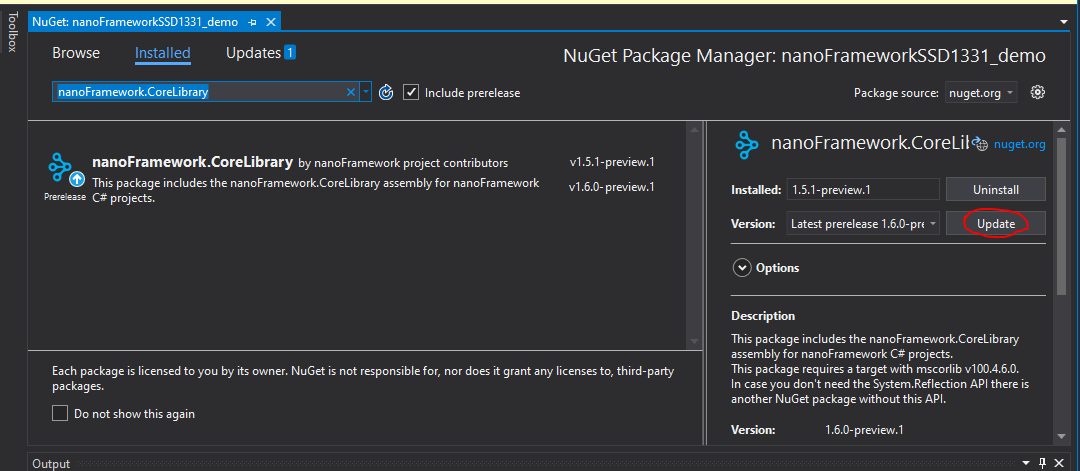 Toolbox
NuGet: nanoFrameworkSSD1331_demo
Browse Installed Updates 1
NuGet Package Manager: nanoFrameworkSSD1331_demo
nanoFramework.CoreLibrary
Include prerelease
Package source: nuget.org
nanoFramework.CoreLibrary by nanoFramework project contributors
v1.5.1-preview.1
This package includes the nanoFramework.CoreLibrary assembly for nanoFramework
C# projects.
v1.6.0-preview.1
Prerelease
Each package is licensed to you by its owner. NuGet is not responsible for, nor does it grant any licenses to, third-party
packages.
Do not show this again
nanoFramework.CoreLil
nuget.org
Installed: 1.5.1-preview.1 Uninstall
Version: Latest prerelease 1.6.0-pre Update
Options
Description
This package includes the nanoFramework.CoreLibrary
assembly for nanoFramework C# projects.
This package requires a target with mscorlib v100.4.6.0.
In case you don't need the System.Reflection API there is
another NuGet package without this API.
Version: 1.6.0-preview.1
Output